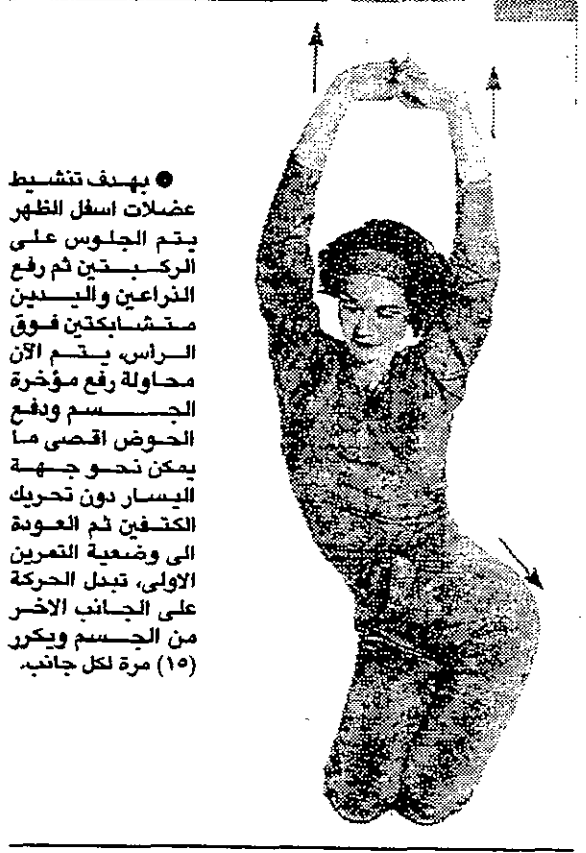 ● بهدف تنشيط
عضلات اسفل الظهر
يتم الجلوس على
الركبتين ثم رفع
الذراعين واليدين
متشابكتين فوق
الراس، يتم الآن
محاولة رفع مؤخرة
الجسم ودفع
الحوض اقصى ما
يمكن نحو جهة
اليسار دون تحريك
الكتفين ثم العودة
الى وضعية التمرين
الاولى، تبدل الحركة
على الجانب الاخر
من الجسم ويكرر
(١٥) مرة لكل جانب.